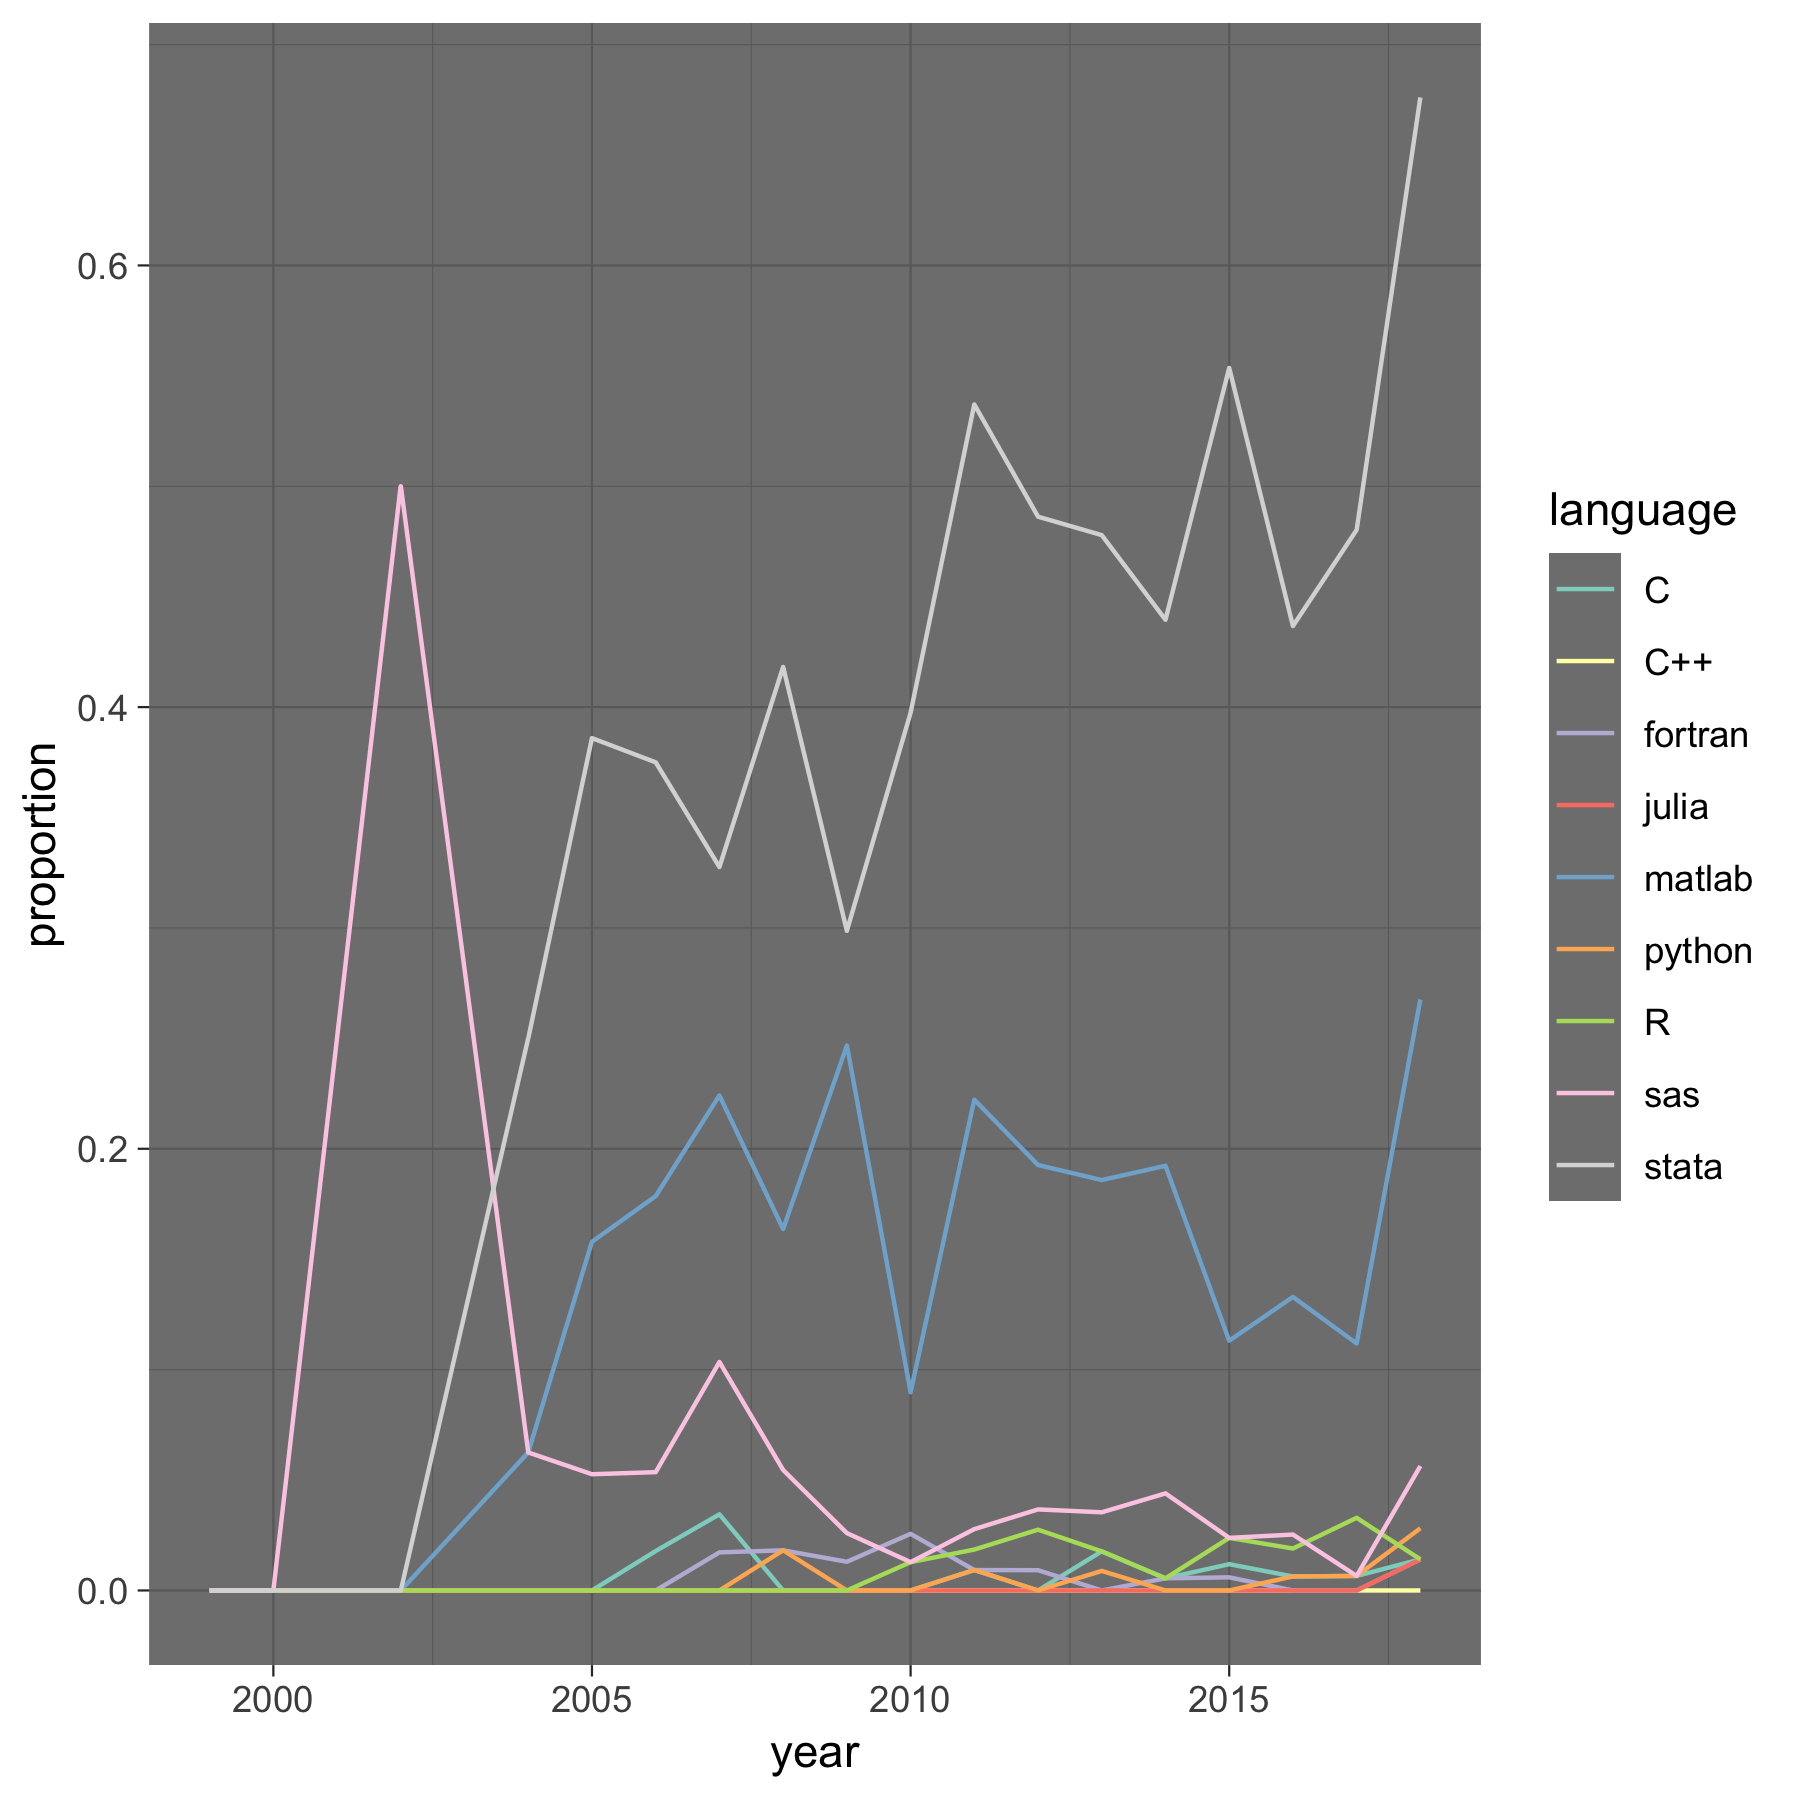 proportion
0.6
0.4
0.2
0.0
2000 2005 2010 2015
year
language
C
C++
fortran
julia
matlab
python
R
sas
stata